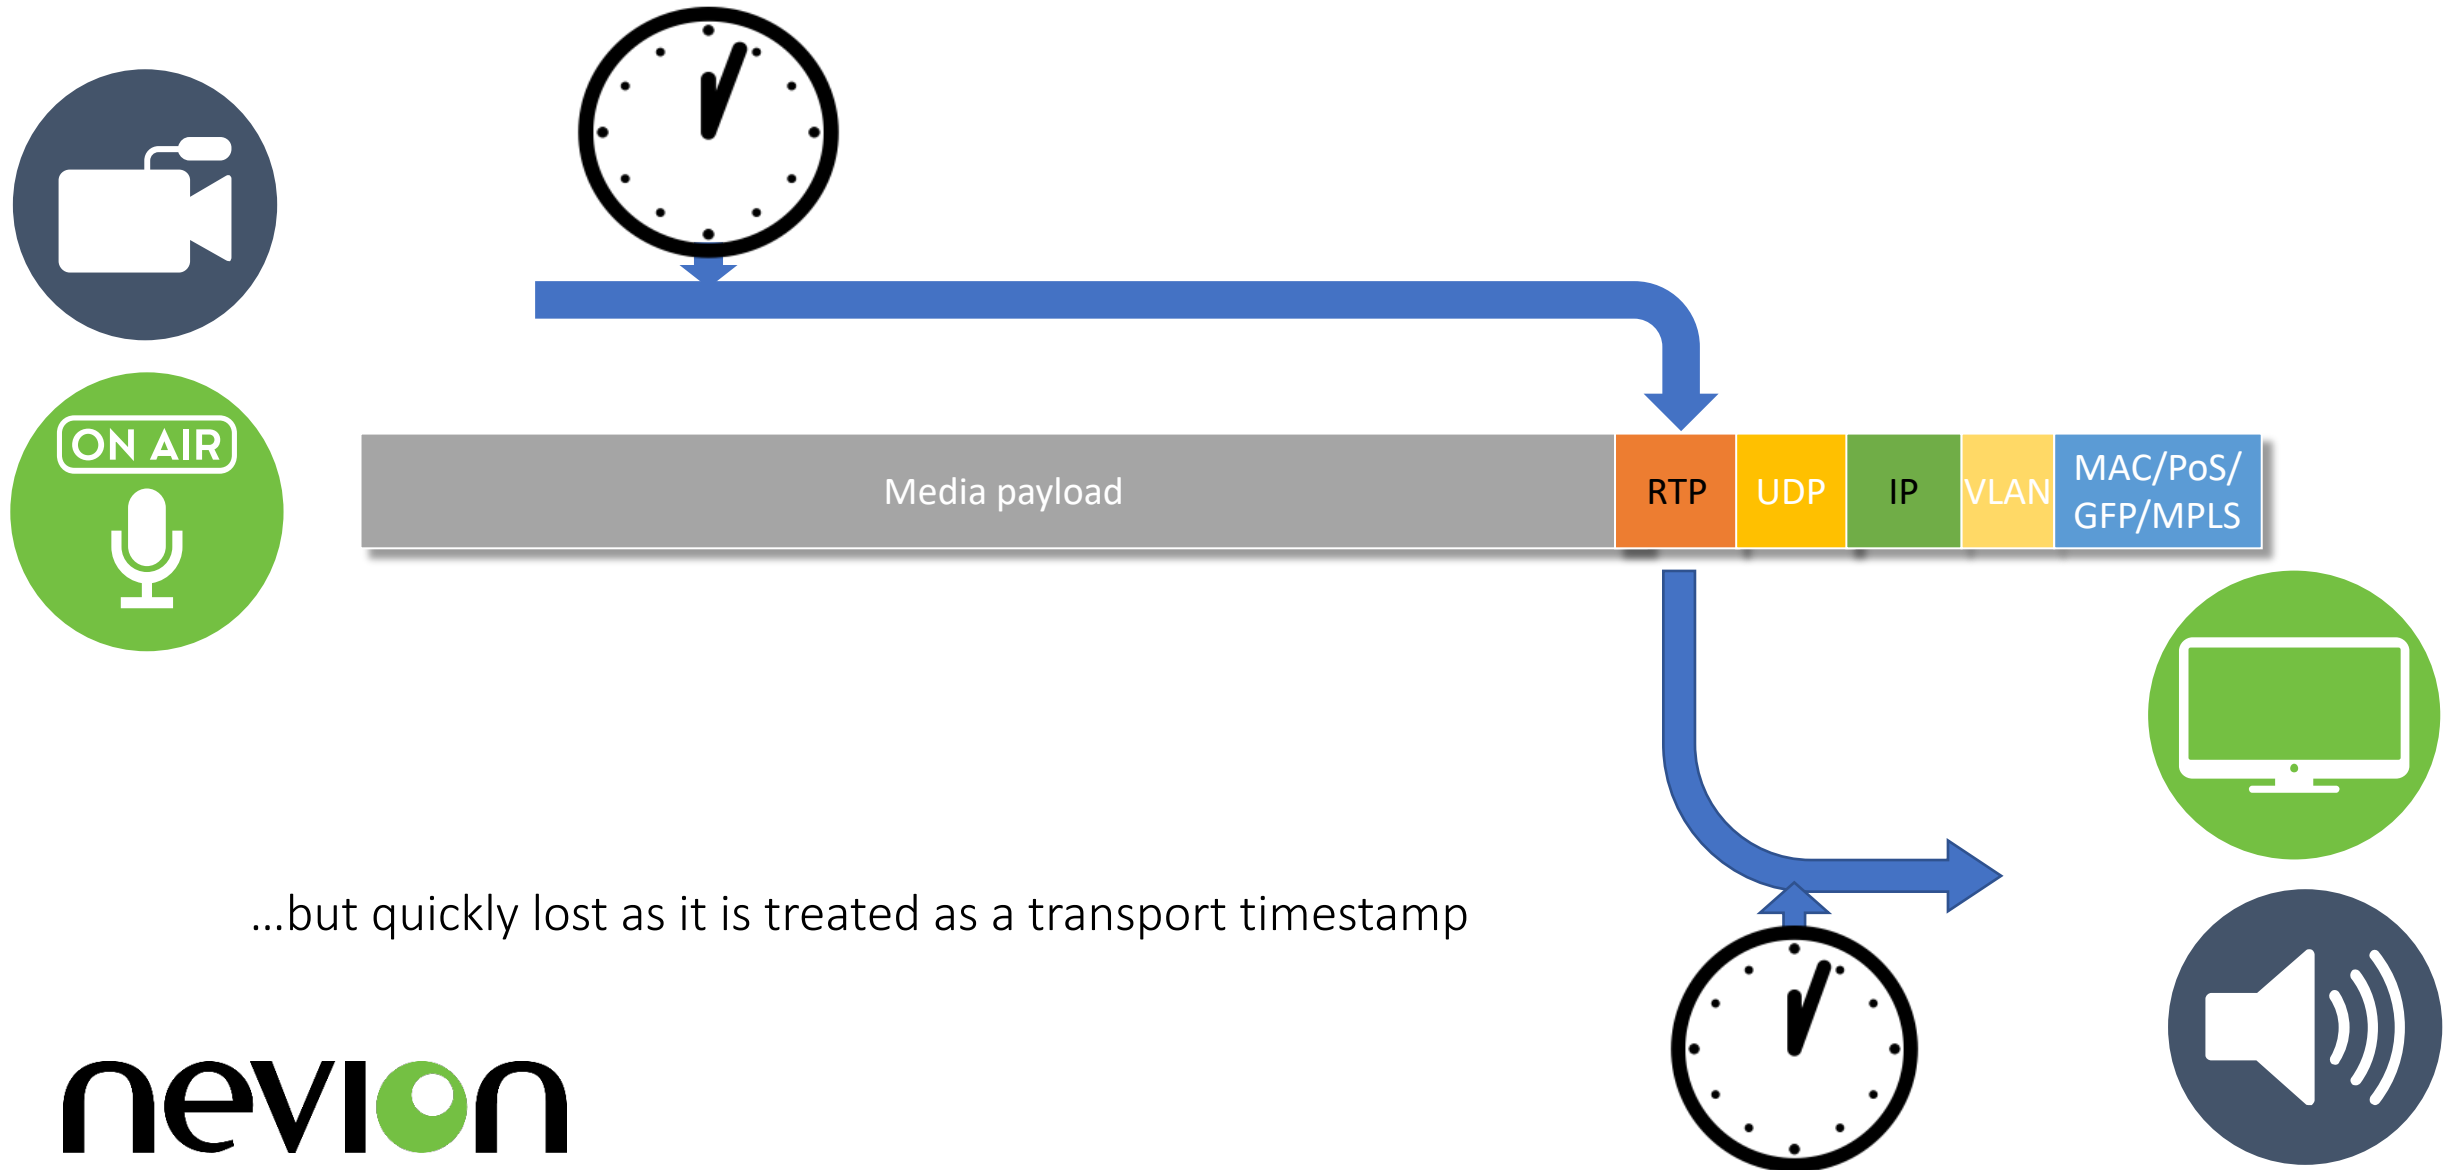 ON AIR
Media payload
RTP
UDP
IP
VLAN
MAC/PoS/
GFP/MPLS
...but quickly lost as it is treated as a transport timestamp
nevion